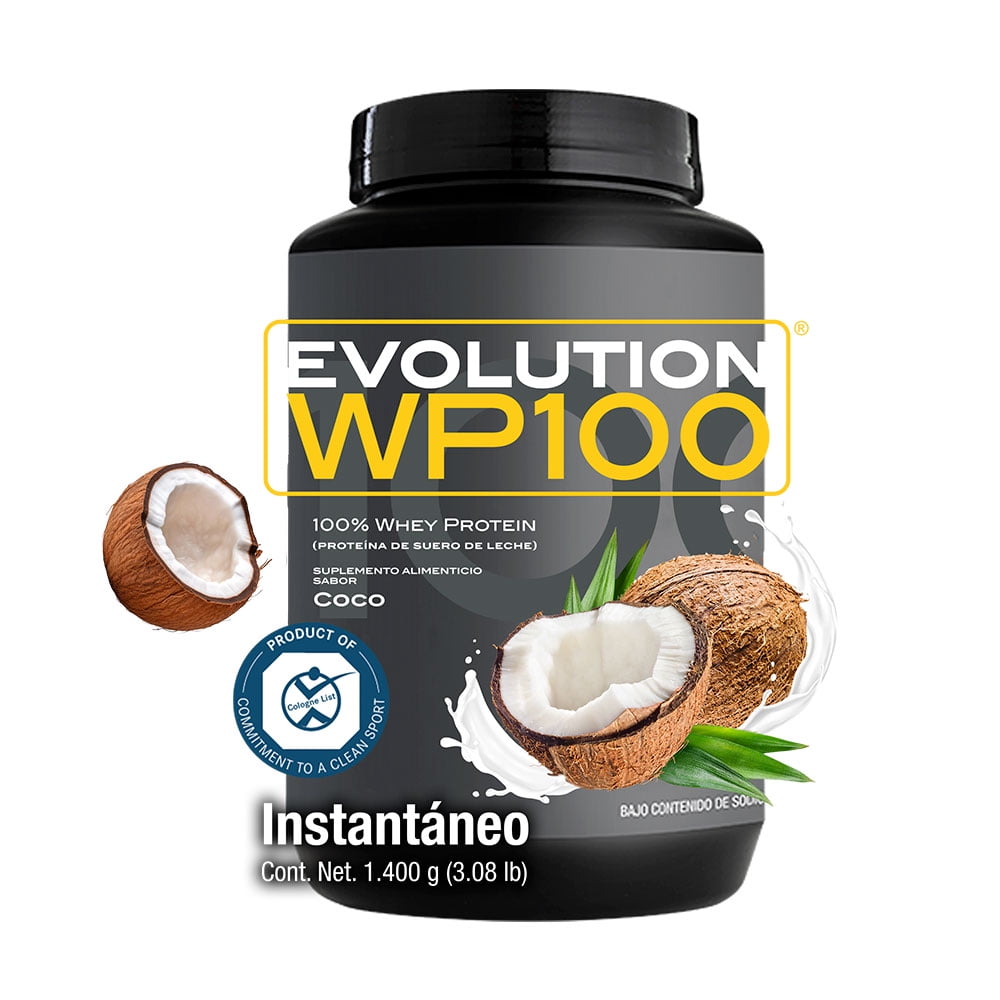 EVOLUTION ®
WP100
100% WHEY PROTEIN
(PROTEÍNA DE SUERO DE LECHE)
SUPLEMENTO ALIMENTICIO
SABOR
COCO
PRODUCT OF
Cologne List
COMMITMENT TO A CLEAN SPORT
BAJO CONTENIDO DE SODIO
Instantáneo
Cont. Net. 1.400 g (3.08 lb)